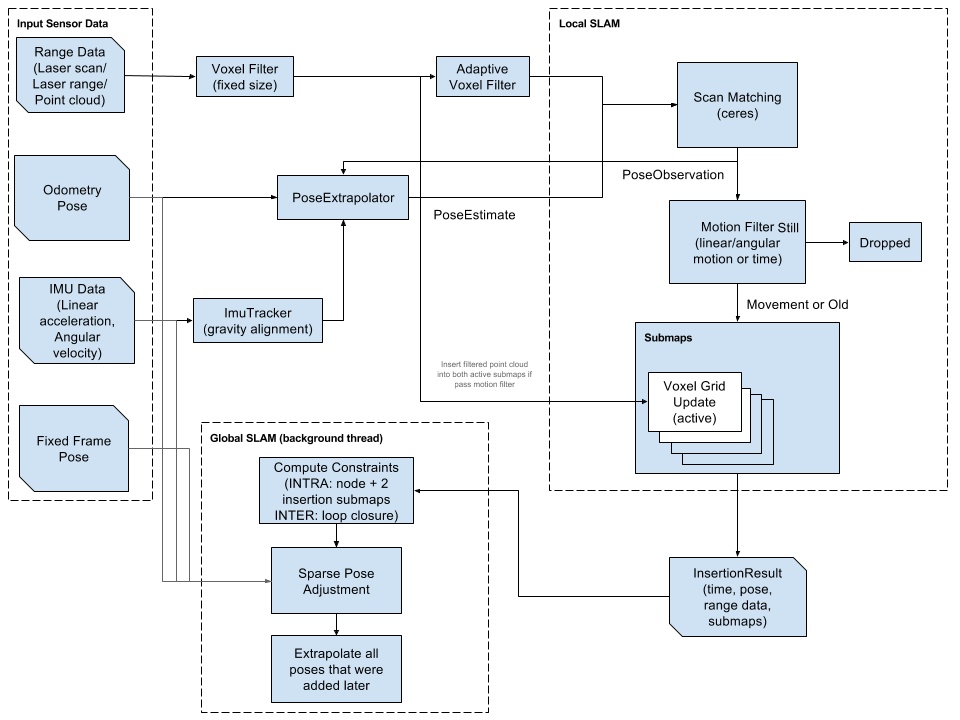 Input Sensor Data
Range Data
(Laser scan/
Laser range/
Point cloud)
Voxel Filter
(fixed size)
Adaptive
Voxel Filter
Local SLAM
Scan Matching
(ceres)
Odometry
Pose
PoseExtrapolator
PoseObservation
PoseEstimate
Motion Filter Still
(linear/angular
motion or time)
Dropped
IMU Data
(Linear
acceleration,
Angular
velocity)
ImuTracker
(gravity alignment)
Movement or Old
Submaps
Insert filtered point cloud
into both active submaps if
pass motion filter
Voxel Grid
Update
(active)
Fixed Frame
Pose
Global SLAM (background thread)
Compute Constraints
(INTRA: node + 2
insertion submaps
INTER: loop closure)
Sparse Pose
Adjustment
Extrapolate all
poses that were
added later
InsertionResult
(time, pose,
range data,
submaps)